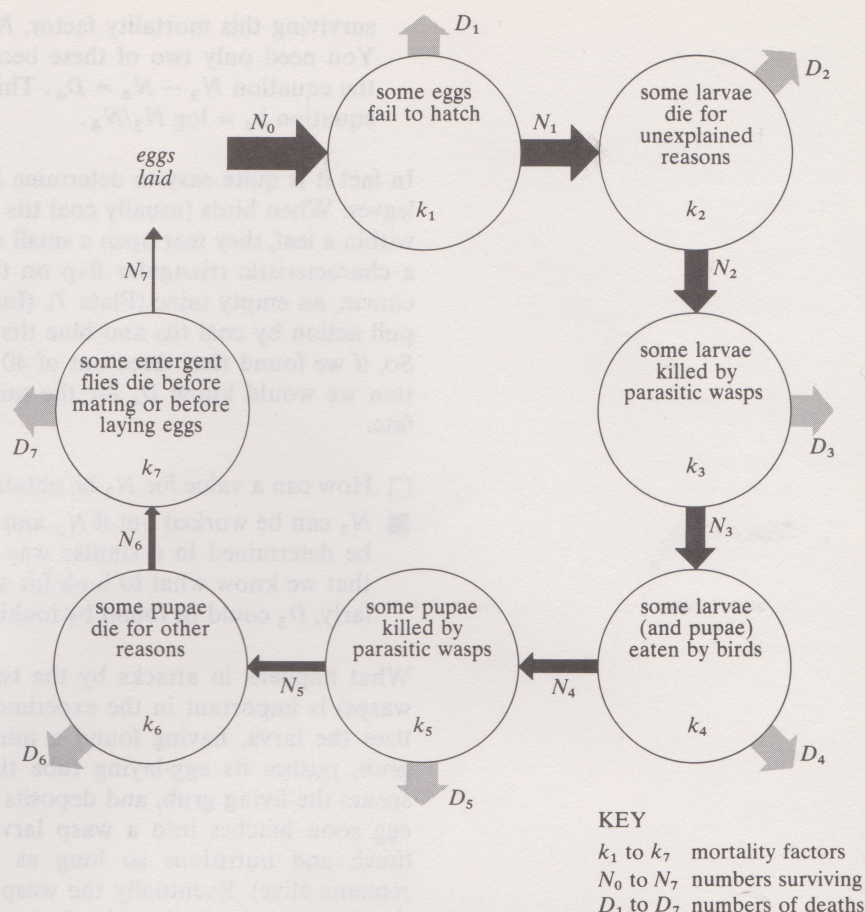 some eggs
fail to hatch
k₁
D₁
N₀
N₁
some larvae
die for
unexplained
reasons
k₂
D₂
N₂
some larvae
killed by
parasitic wasps
k₃
D₃
N₃
some larvae
(and pupae)
eaten by birds
k₄
D₄
N₄
some pupae
killed by
parasitic wasps
k₅
D₅
N₅
some pupae
die for other
reasons
k₆
D₆
N₆
some emergent
flies die before
mating or before
laying eggs
k₇
D₇
N₇
eggs
laid
KEY
k₁ to k₇ mortality factors
N₀ to N₇ numbers surviving
D₁ to D₇ numbers of deaths